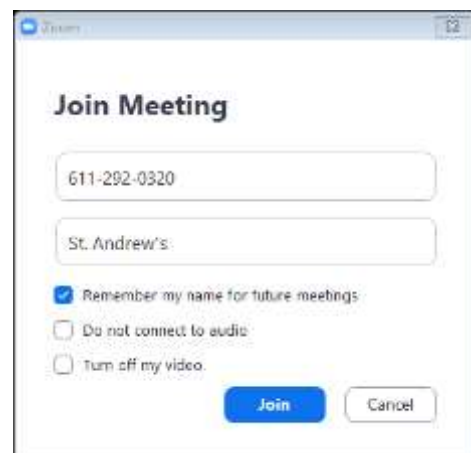 Zoom
Join Meeting
611-292-0320
St. Andrew's
Remember my name for future meetings
Do not connect to audio
Turn off my video
Join
Cancel